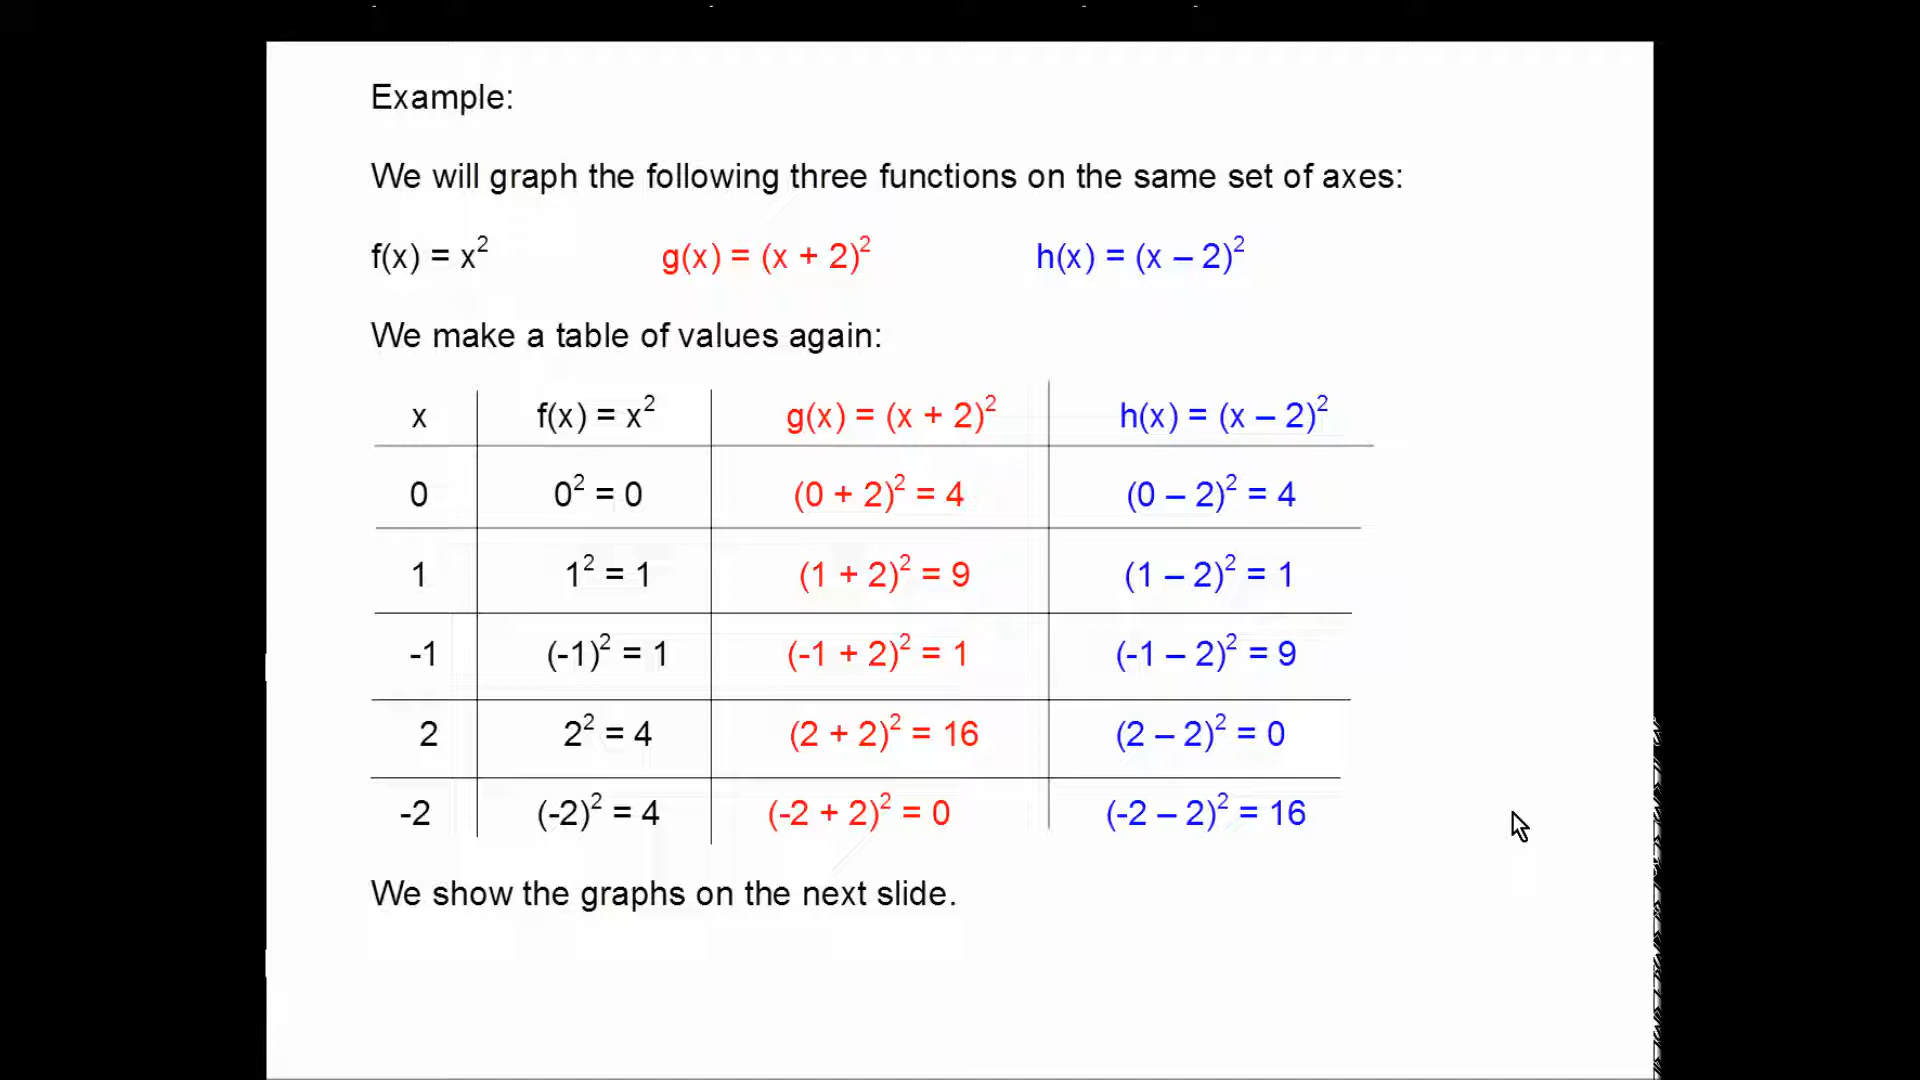 Example:
We will graph the following three functions on the same set of axes:
f(x) = x² g(x) = (x + 2)² h(x) = (x – 2)²
We make a table of values again:
x f(x) = x² g(x) = (x + 2)² h(x) = (x – 2)²
0 0² = 0 (0 + 2)² = 4 (0 – 2)² = 4
1 1² = 1 (1 + 2)² = 9 (1 – 2)² = 1
-1 (-1)² = 1 (-1 + 2)² = 1 (-1 – 2)² = 9
2 2² = 4 (2 + 2)² = 16 (2 – 2)² = 0
-2 (-2)² = 4 (-2 + 2)² = 0 (-2 – 2)² = 16
We show the graphs on the next slide.